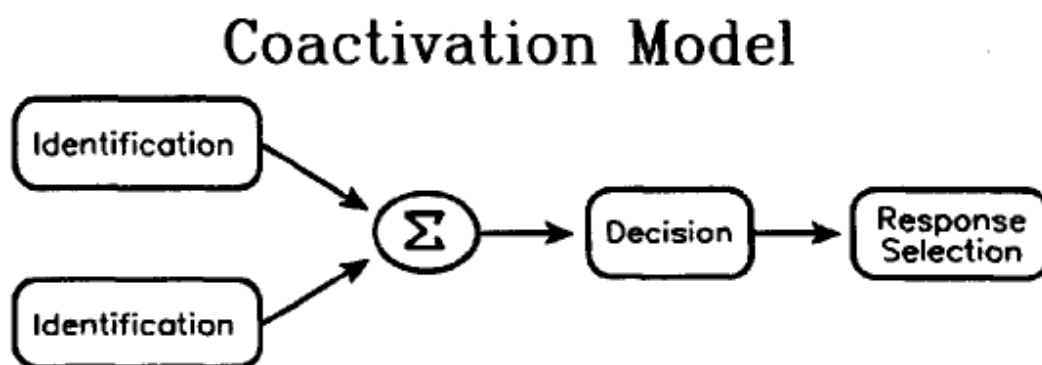 Coactivation Model
Identification
Σ
Decision
Response
Selection
Identification